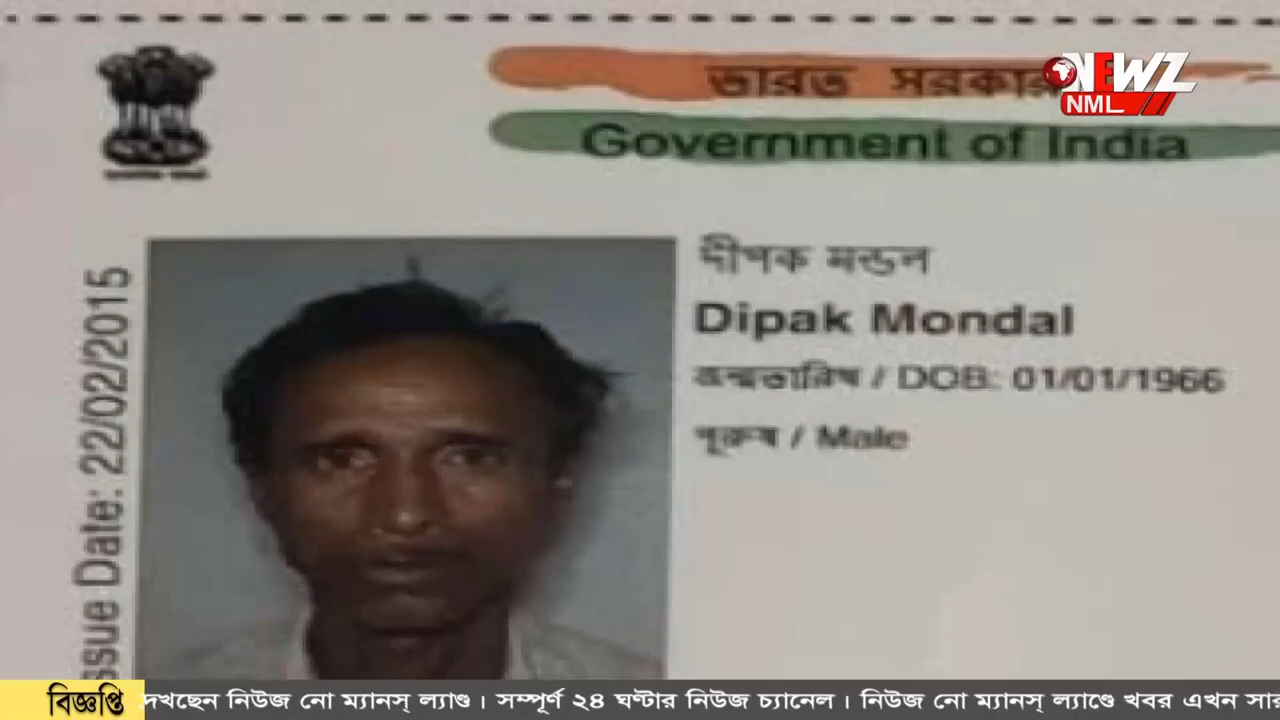 ভারত সরকার
Government of India
NEWZ
NML
Issue Date: 22/02/2015
দীপক মন্ডল
Dipak Mondal
জন্মতারিখ / DOB: 01/01/1966
পুরুষ / Male
বিজ্ঞপ্তি
দেখছেন নিউজ নো ম্যানস্ ল্যাণ্ড । সম্পূর্ণ ২৪ ঘণ্টার নিউজ চ্যানেল । নিউজ নো ম্যানস্ ল্যাণ্ডে খবর এখন